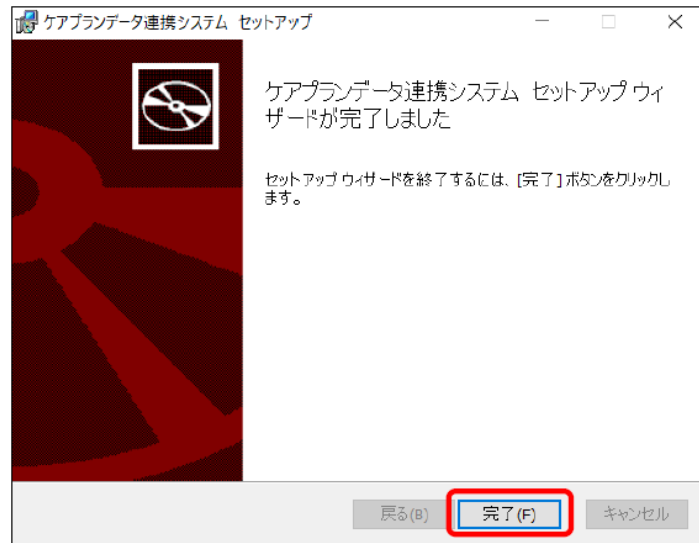 ケアプランデータ連携システム セットアップ
ケアプランデータ連携システム セットアップ ウィ
ザードが完了しました
セットアップ ウィザードを終了するには、[完了] ボタンをクリックし
ます。
戻る(B) 完了(F) キャンセル